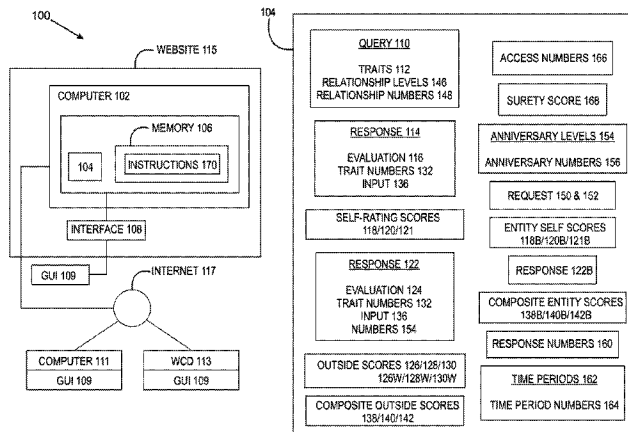 100
WEBSITE 115
COMPUTER 102
MEMORY 106
104
INSTRUCTIONS 170
INTERFACE 108
GUI 109
INTERNET 117
COMPUTER 111
GUI 109
WCD 113
GUI 109
104
QUERY 110
TRAITS 112
RELATIONSHIP LEVELS 146
RELATIONSHIP NUMBERS 148
RESPONSE 114
EVALUATION 116
TRAIT NUMBERS 132
INPUT 136
SELF-RATING SCORES
118/120/121
RESPONSE 122
EVALUATION 124
TRAIT NUMBERS 132
INPUT 136
NUMBERS 154
OUTSIDE SCORES 126/128/130
126W/128W/130W
COMPOSITE OUTSIDE SCORES
138/140/142
ACCESS NUMBERS 166
SURETY SCORE 168
ANNIVERSARY LEVELS 154
ANNIVERSARY NUMBERS 156
REQUEST 150 & 152
ENTITY SELF SCORES
118B/120B/121B
RESPONSE 122B
COMPOSITE ENTITY SCORES
138B/140B/142B
RESPONSE NUMBERS 160
TIME PERIODS 162
TIME PERIOD NUMBERS 164